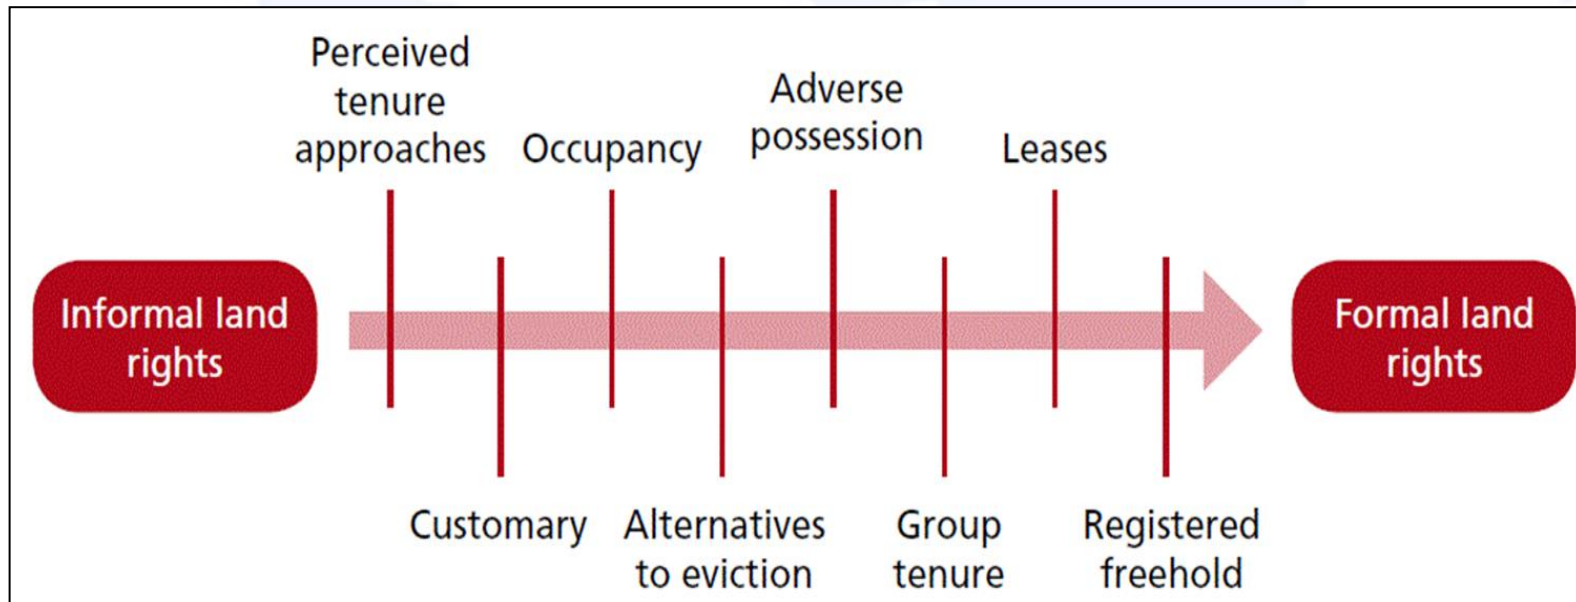 Perceived
tenure
approaches
Occupancy
Adverse
possession
Leases
Informal land
rights
Formal land
rights
Customary
Alternatives
to eviction
Group
tenure
Registered
freehold